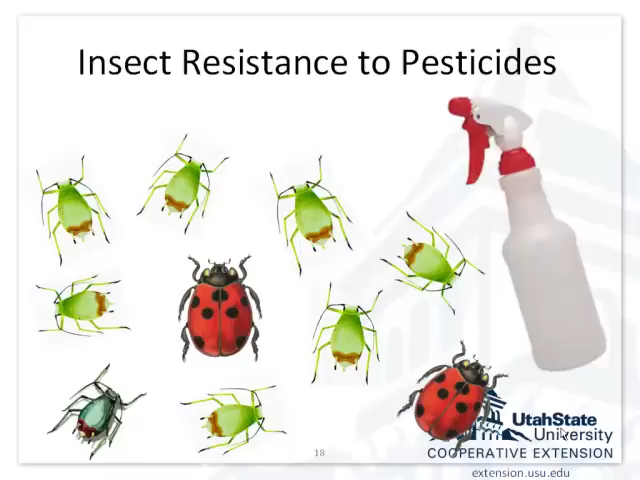 Insect Resistance to Pesticides
UtahState
University
COOPERATIVE EXTENSION
18
extension.usu.edu